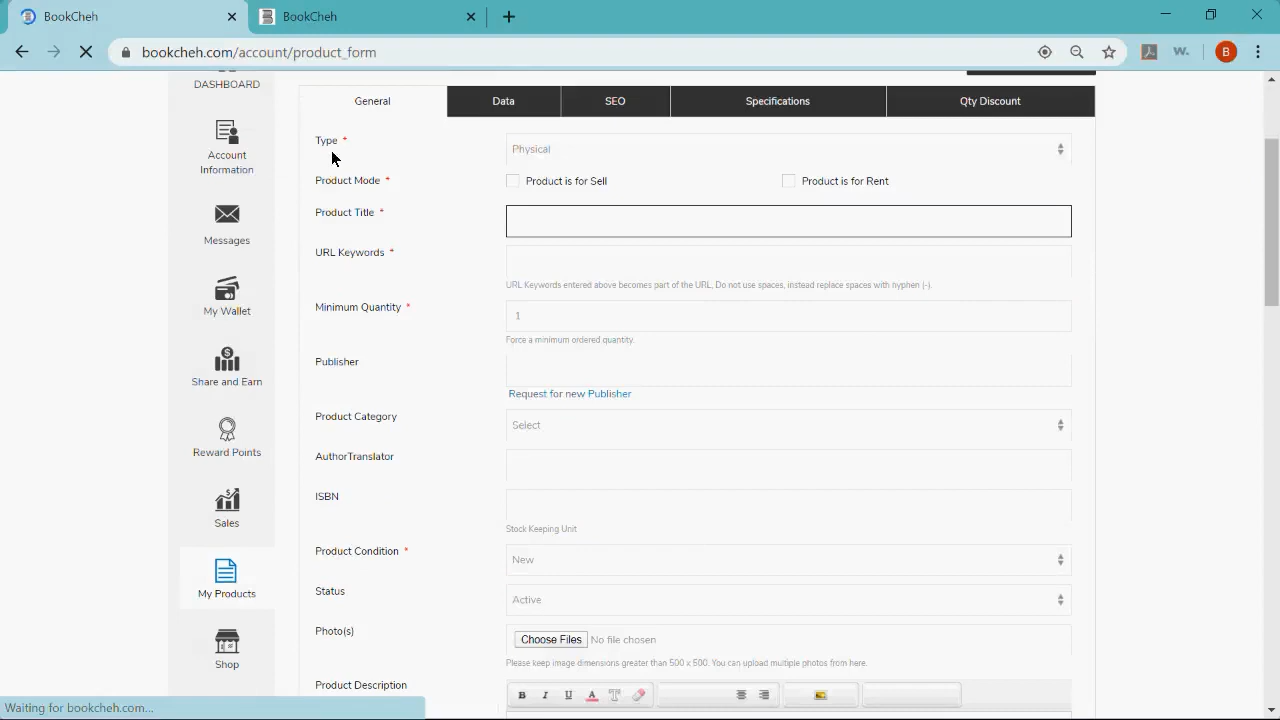 BookCheh
BookCheh
bookcheh.com/account/product_form
W.
B
DASHBOARD
Account
Information
Messages
My Wallet
Share and Earn
Reward Points
Sales
My Products
Shop
General
Data
SEO
Specifications
Qty Discount
Type *
Physical
Product Mode *
Product is for Sell
Product is for Rent
Product Title *
URL Keywords *
URL Keywords entered above becomes part of the URL, Do not use spaces, instead replace spaces with hyphen (-).
Minimum Quantity *
1
Force a minimum ordered quantity.
Publisher
Request for new Publisher
Product Category
Select
AuthorTranslator
ISBN
Stock Keeping Unit
Product Condition *
New
Status
Active
Photo(s)
Choose Files No file chosen
Please keep image dimensions greater than 500 x 500. You can upload multiple photos from here.
Product Description
B I U A T
Waiting for bookcheh.com...